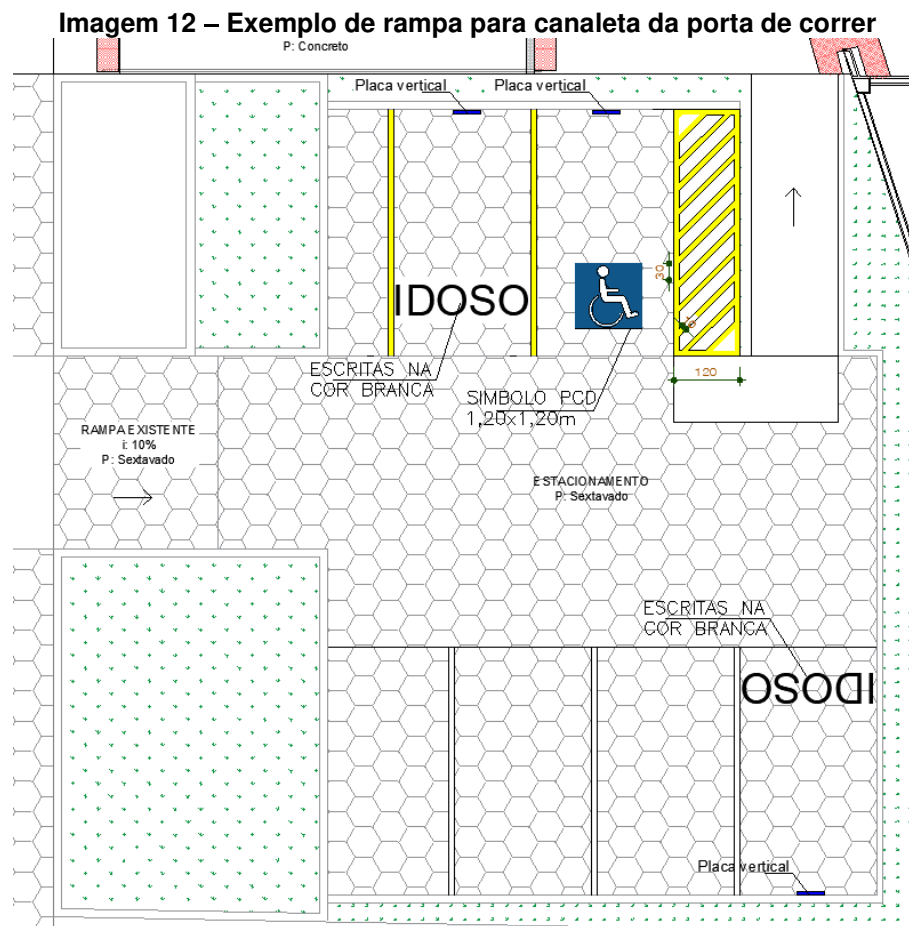 Imagem 12 – Exemplo de rampa para canaleta da porta de correr
P: Concreto
Placa vertical
Placa vertical
30
IDOSO
ESCRITAS NA
COR BRANCA
120
SIMBOLO PCD
1,20x1,20m
RAMPA EXISTENTE
i: 10%
P: Sextavado
ESTACIONAMENTO
P: Sextavado
ESCRITAS NA
COR BRANCA
IDOSO
Placa vertical